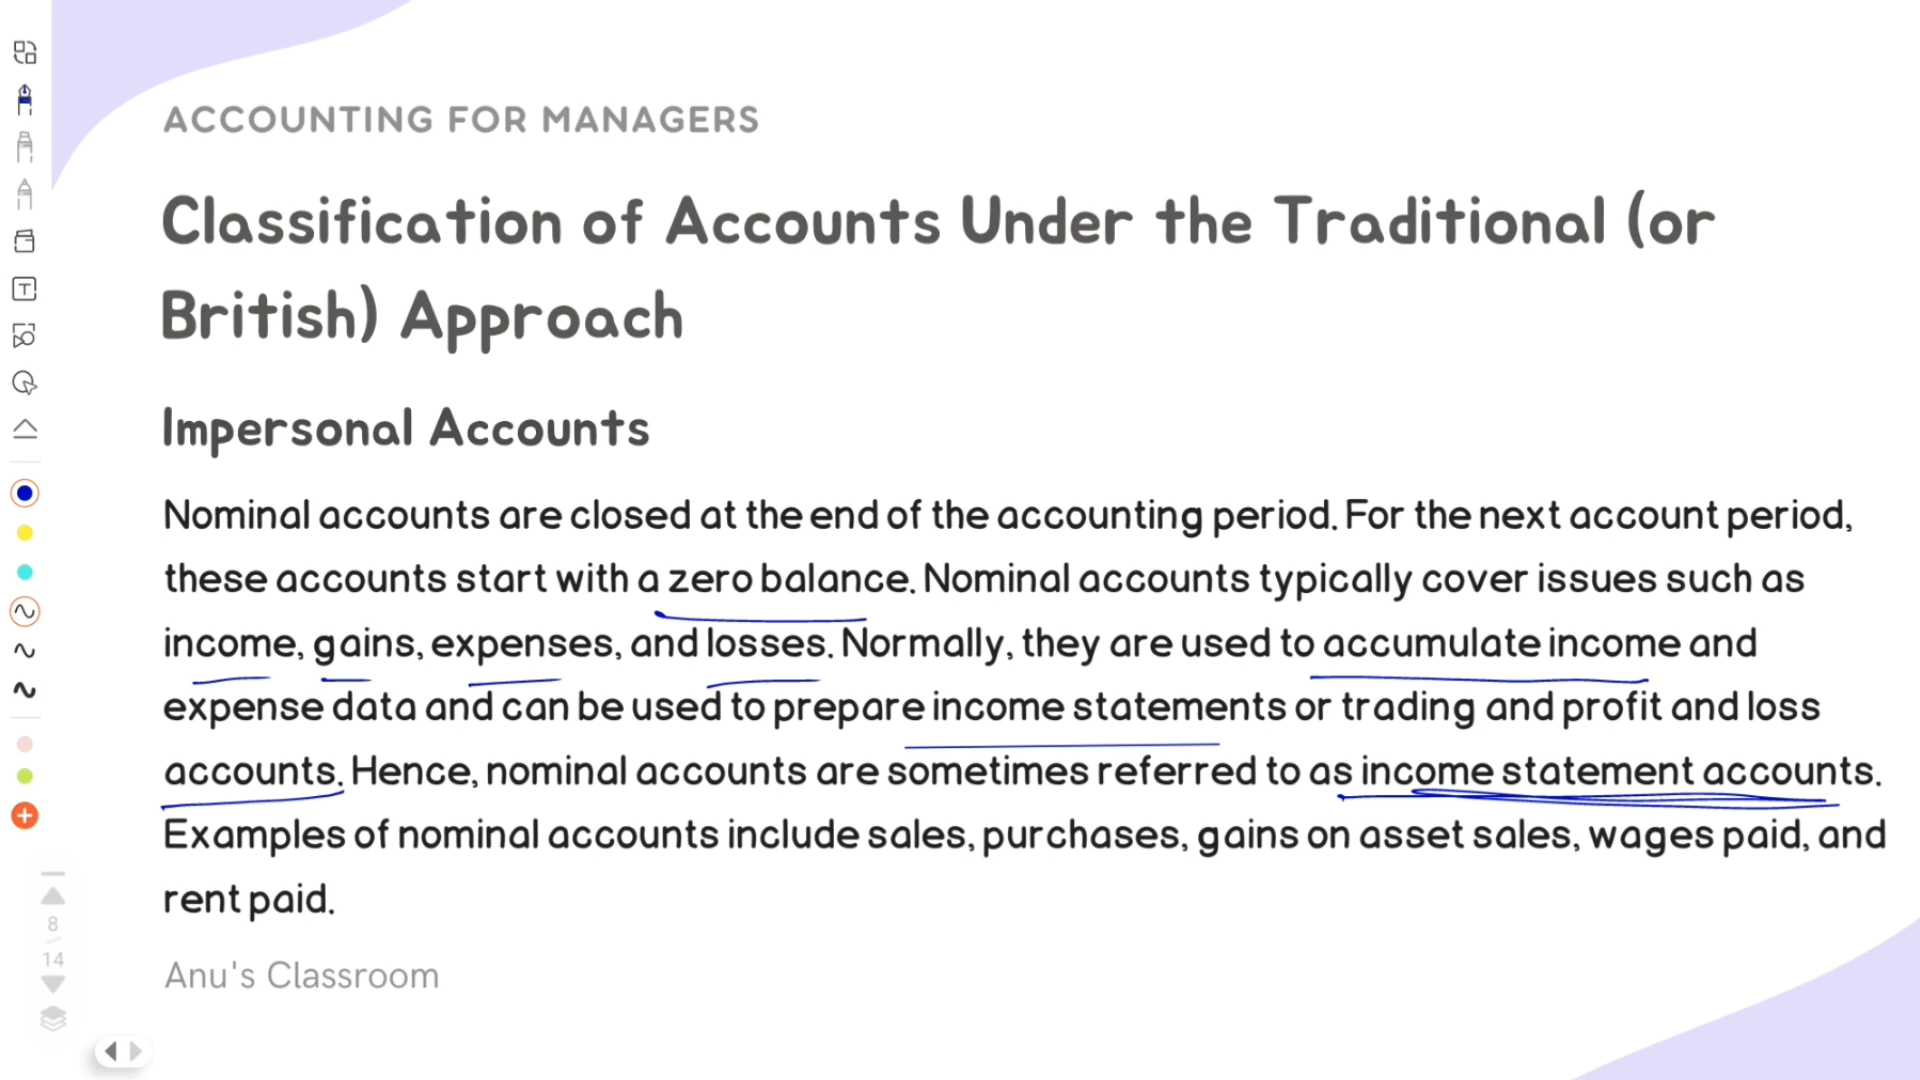 ACCOUNTING FOR MANAGERS
Classification of Accounts Under the Traditional (or
British) Approach
Impersonal Accounts
Nominal accounts are closed at the end of the accounting period. For the next account period,
these accounts start with a zero balance. Nominal accounts typically cover issues such as
income, gains, expenses, and losses. Normally, they are used to accumulate income and
expense data and can be used to prepare income statements or trading and profit and loss
accounts. Hence, nominal accounts are sometimes referred to as income statement accounts.
Examples of nominal accounts include sales, purchases, gains on asset sales, wages paid, and
rent paid.
Anu's Classroom
8
14